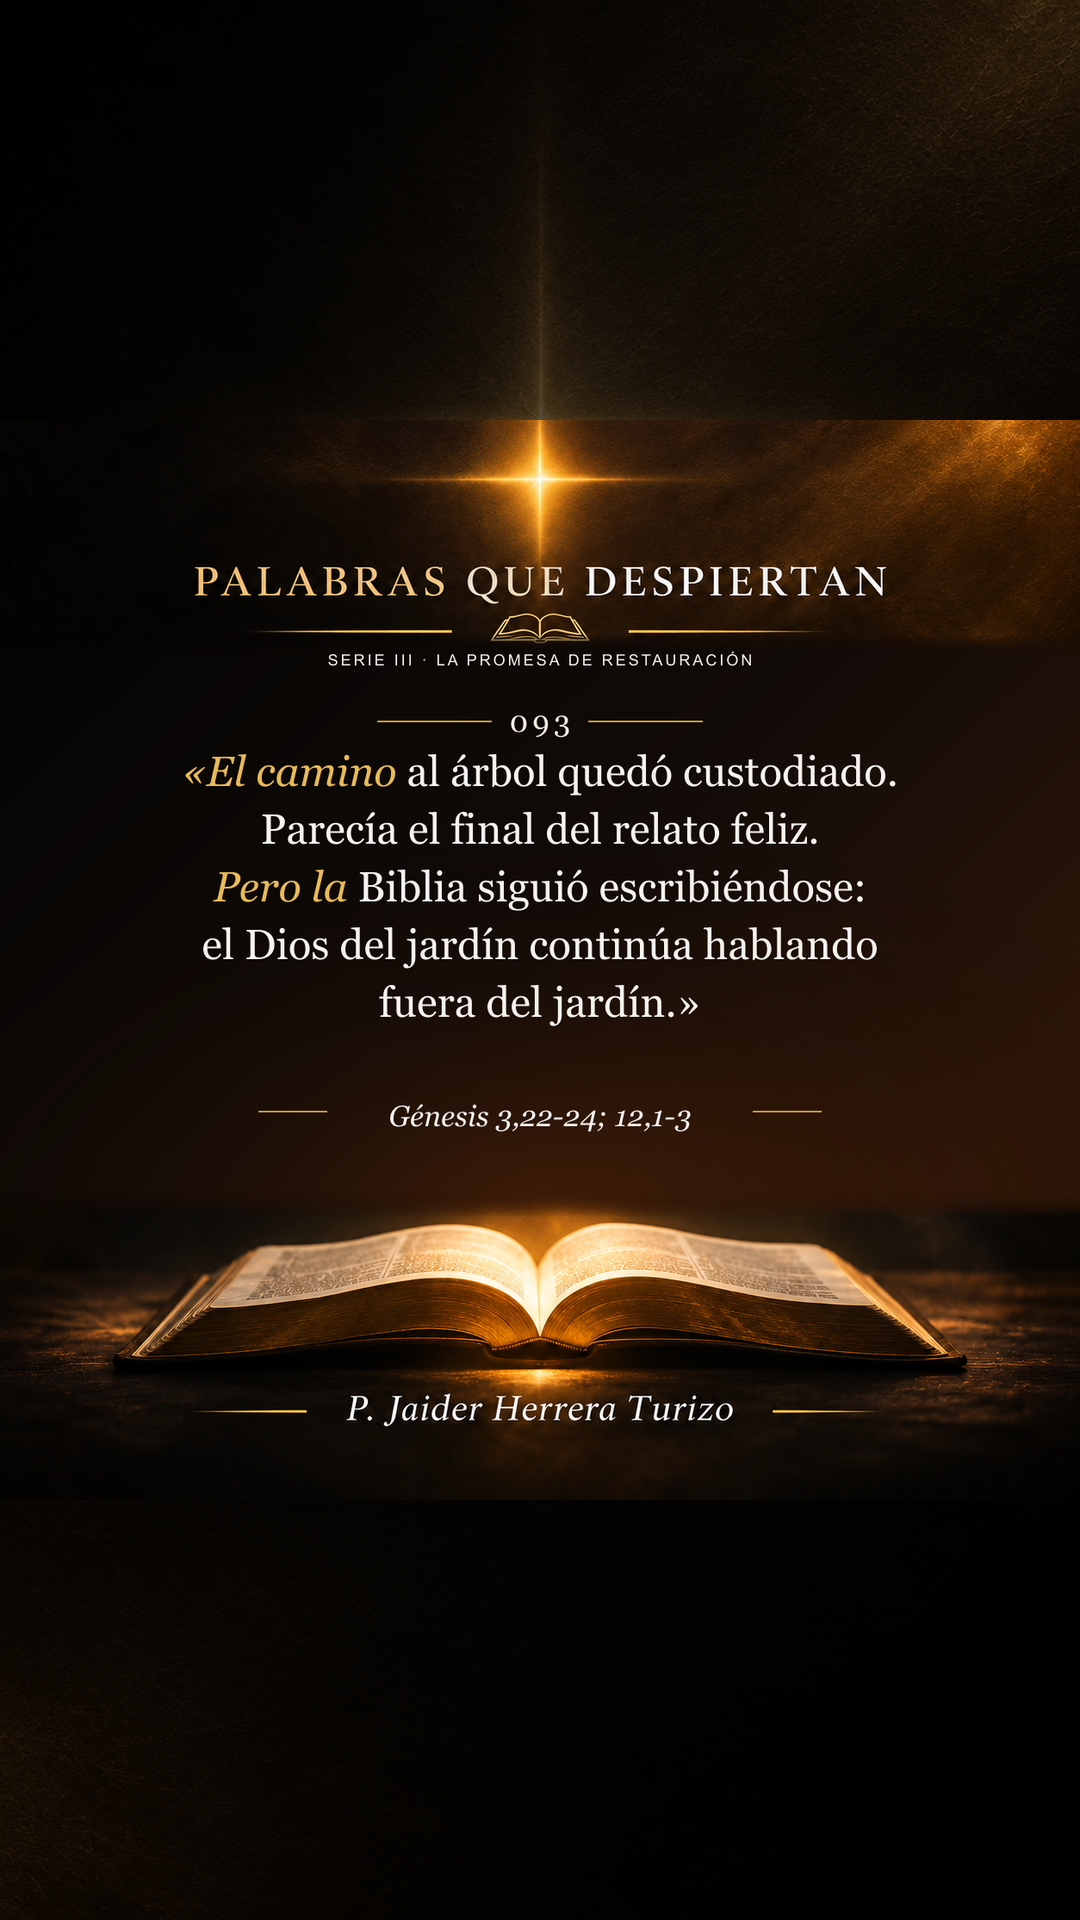 PALABRAS QUE DESPIERTAN
SERIE III · LA PROMESA DE RESTAURACIÓN
093
«El camino al árbol quedó custodiado.
Parecía el final del relato feliz.
Pero la Biblia siguió escribiéndose:
el Dios del jardín continúa hablando
fuera del jardín.»
Génesis 3,22-24; 12,1-3
P. Jaider Herrera Turizo